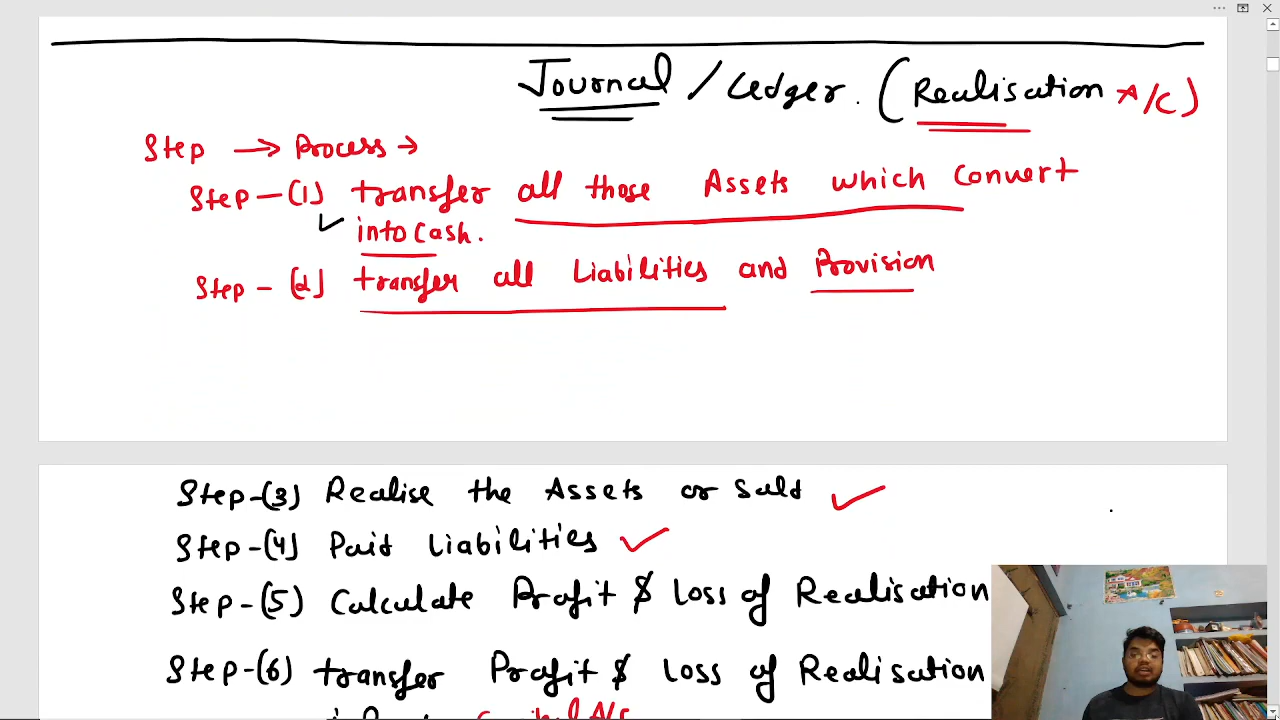 Journal / Ledger. (Realisation A/C)
Step → Process →
Step - (1) transfer all those Assets which convert
into Cash.
Step - (2) transfer all Liabilities and Provision
Step-(3) Realise the Assets or Sald
Step-(4) Paid Liabilities
Step-(5) Calculate Profit $ Loss of Realisation
Step-(6) transfer Profit $ Loss of Realisation
Capital A/c